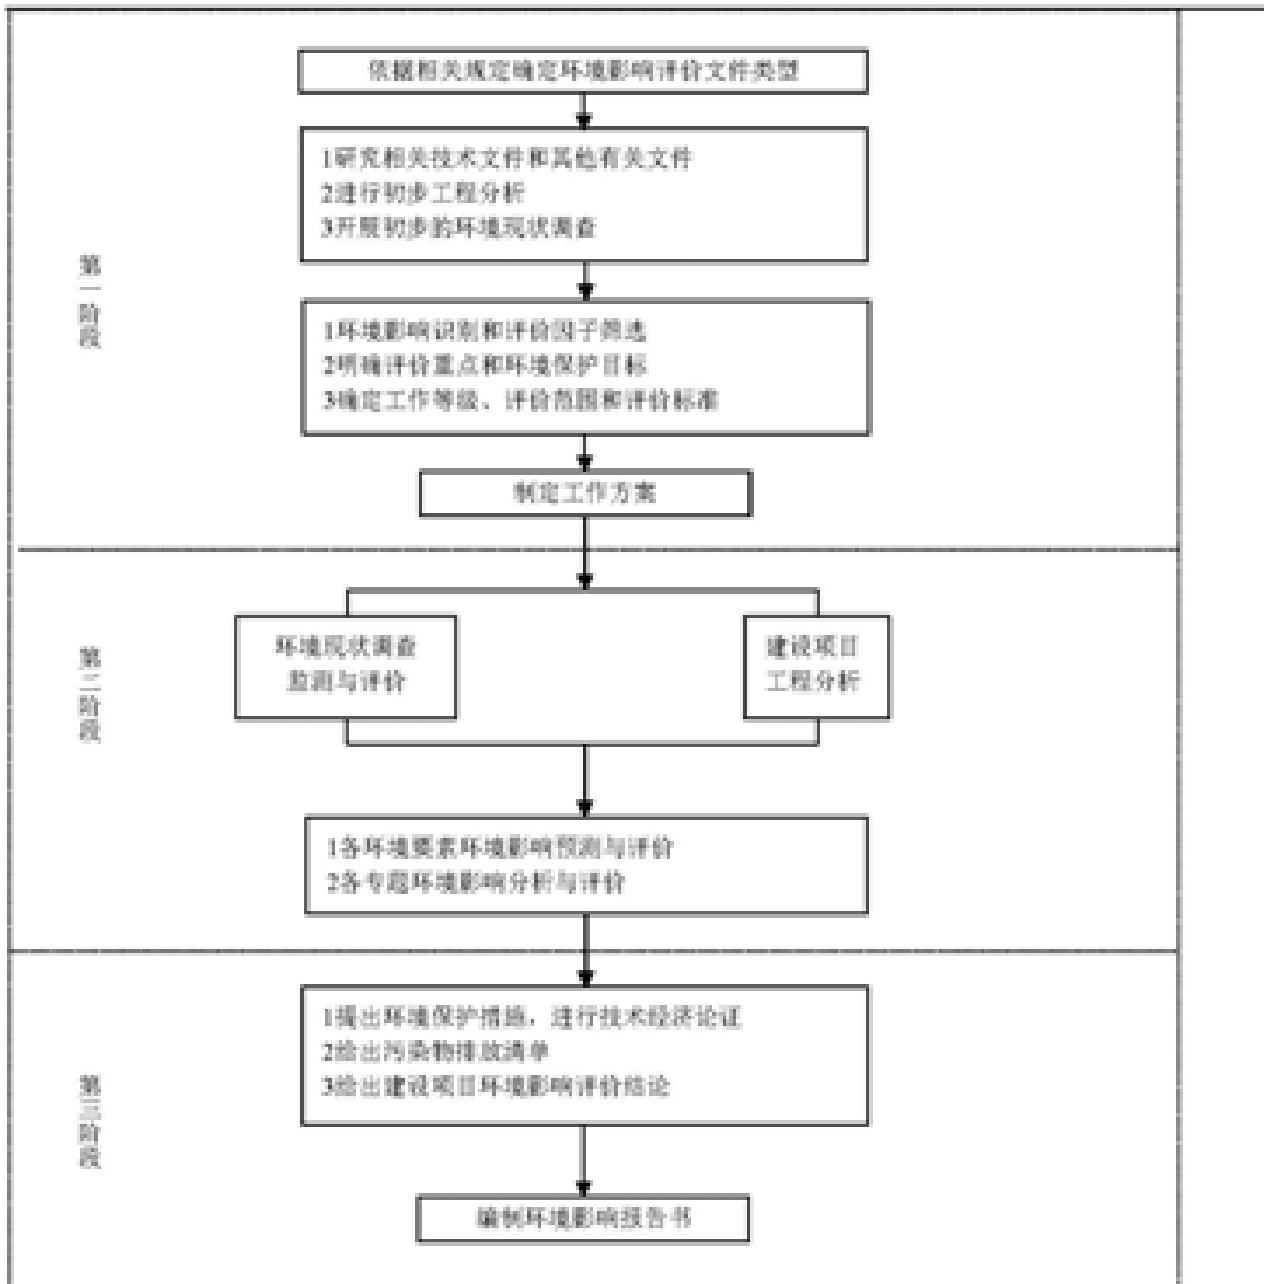 依据相关规定确定环境影响评价文件类型
1研究相关技术文件和其他有关文件
2进行初步工程分析
3开展初步的环境现状调查
第一阶段
1环境影响识别和评价因子筛选
2明确评价重点和环境保护目标
3确定工作等级、评价范围和评价标准
制定工作方案
第二阶段
环境现状调查
监测与评价
建设项目
工程分析
1各环境要素环境影响预测与评价
2各专题环境影响分析与评价
第三阶段
1提出环境保护措施，进行技术经济论证
2给出污染物排放清单
3给出建设项目环境影响评价结论
编制环境影响报告书